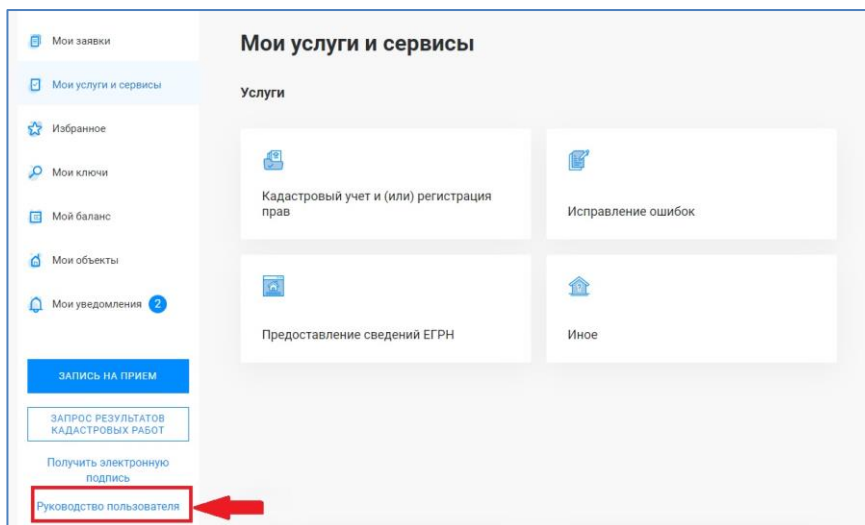 Мои заявки
Мои услуги и сервисы
Избранное
Мои ключи
Мой баланс
Мои объекты
Мои уведомления 2
ЗАПИСЬ НА ПРИЕМ
ЗАПРОС РЕЗУЛЬТАТОВ
КАДАСТРОВЫХ РАБОТ
Получить электронную
подпись
Руководство пользователя
Мои услуги и сервисы
Услуги
Кадастровый учет и (или) регистрация
прав
Исправление ошибок
Предоставление сведений ЕГРН
Иное